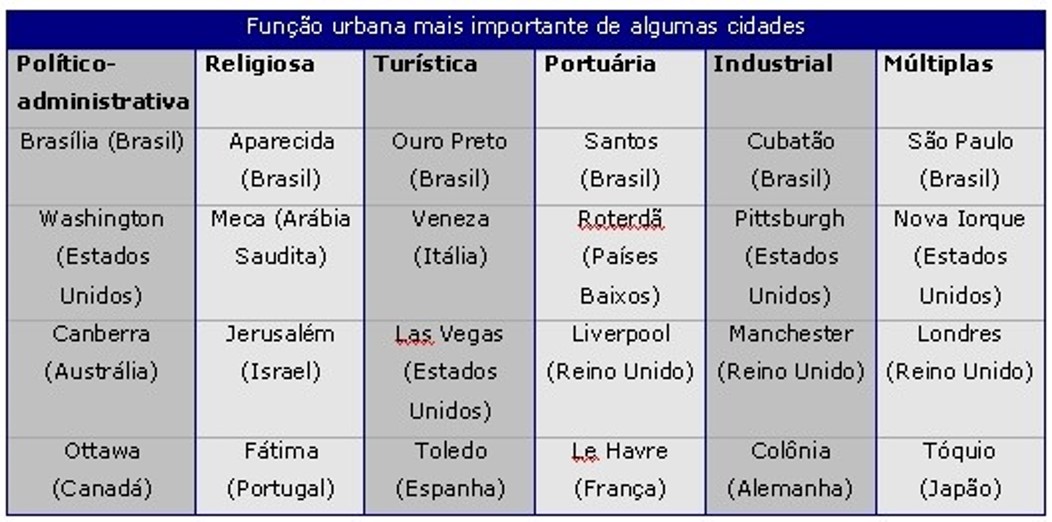 Função urbana mais importante de algumas cidades
Político-
administrativa
Religiosa
Turística
Portuária
Industrial
Múltiplas
Brasília (Brasil)
Aparecida
(Brasil)
Ouro Preto
(Brasil)
Santos
(Brasil)
Cubatão
(Brasil)
São Paulo
(Brasil)
Washington
(Estados
Unidos)
Meca (Arábia
Saudita)
Veneza
(Itália)
Roterdã
(Países
Baixos)
Pittsburgh
(Estados
Unidos)
Nova Iorque
(Estados
Unidos)
Canberra
(Austrália)
Jerusalém
(Israel)
Las Vegas
(Estados
Unidos)
Liverpool
(Reino Unido)
Manchester
(Reino Unido)
Londres
(Reino Unido)
Ottawa
(Canadá)
Fátima
(Portugal)
Toledo
(Espanha)
Le Havre
(França)
Colônia
(Alemanha)
Tóquio
(Japão)